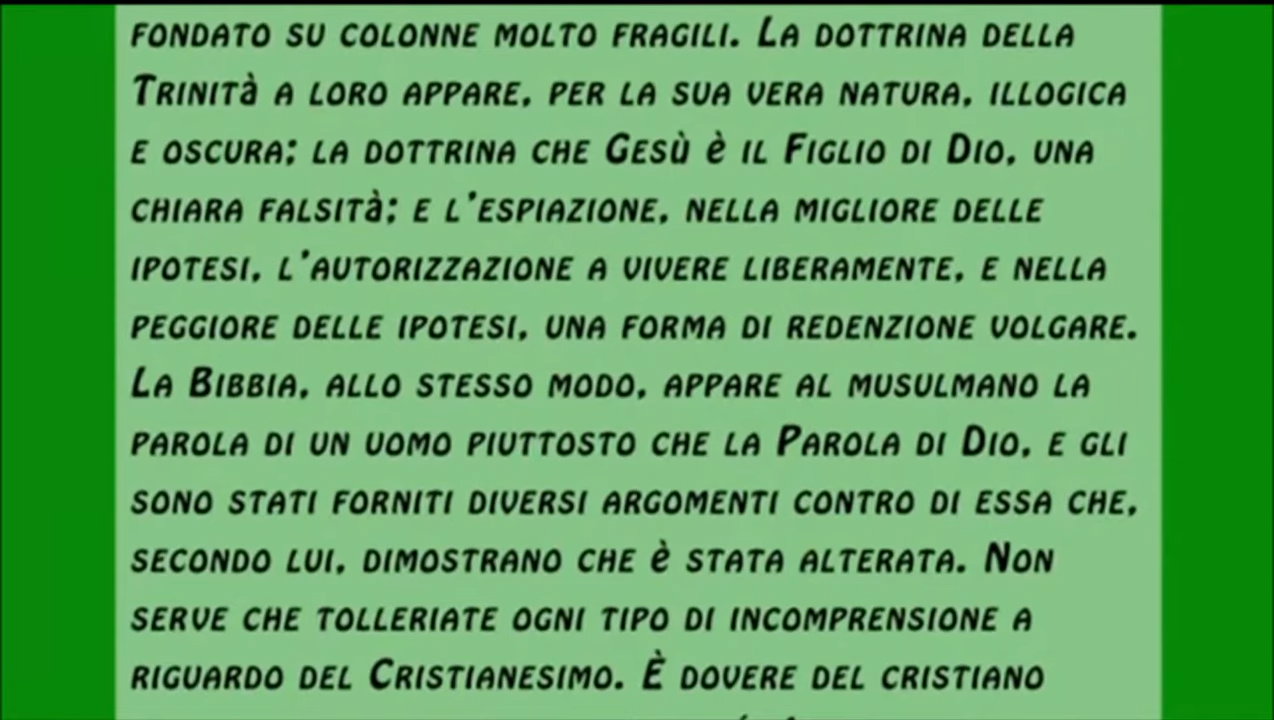 FONDATO SU COLONNE MOLTO FRAGILI. LA DOTTRINA DELLA
TRINITÀ A LORO APPARE, PER LA SUA VERA NATURA, ILLOGICA
E OSCURA; LA DOTTRINA CHE GESÙ È IL FIGLIO DI DIO, UNA
CHIARA FALSITÀ; E L'ESPIAZIONE, NELLA MIGLIORE DELLE
IPOTESI, L'AUTORIZZAZIONE A VIVERE LIBERAMENTE, E NELLA
PEGGIORE DELLE IPOTESI, UNA FORMA DI REDENZIONE VOLGARE.
LA BIBBIA, ALLO STESSO MODO, APPARE AL MUSULMANO LA
PAROLA DI UN UOMO PIUTTOSTO CHE LA PAROLA DI DIO, E GLI
SONO STATI FORNITI DIVERSI ARGOMENTI CONTRO DI ESSA CHE,
SECONDO LUI, DIMOSTRANO CHE È STATA ALTERATA. NON
SERVE CHE TOLLERIATE OGNI TIPO DI INCOMPRENSIONE A
RIGUARDO DEL CRISTIANESIMO. È DOVERE DEL CRISTIANO